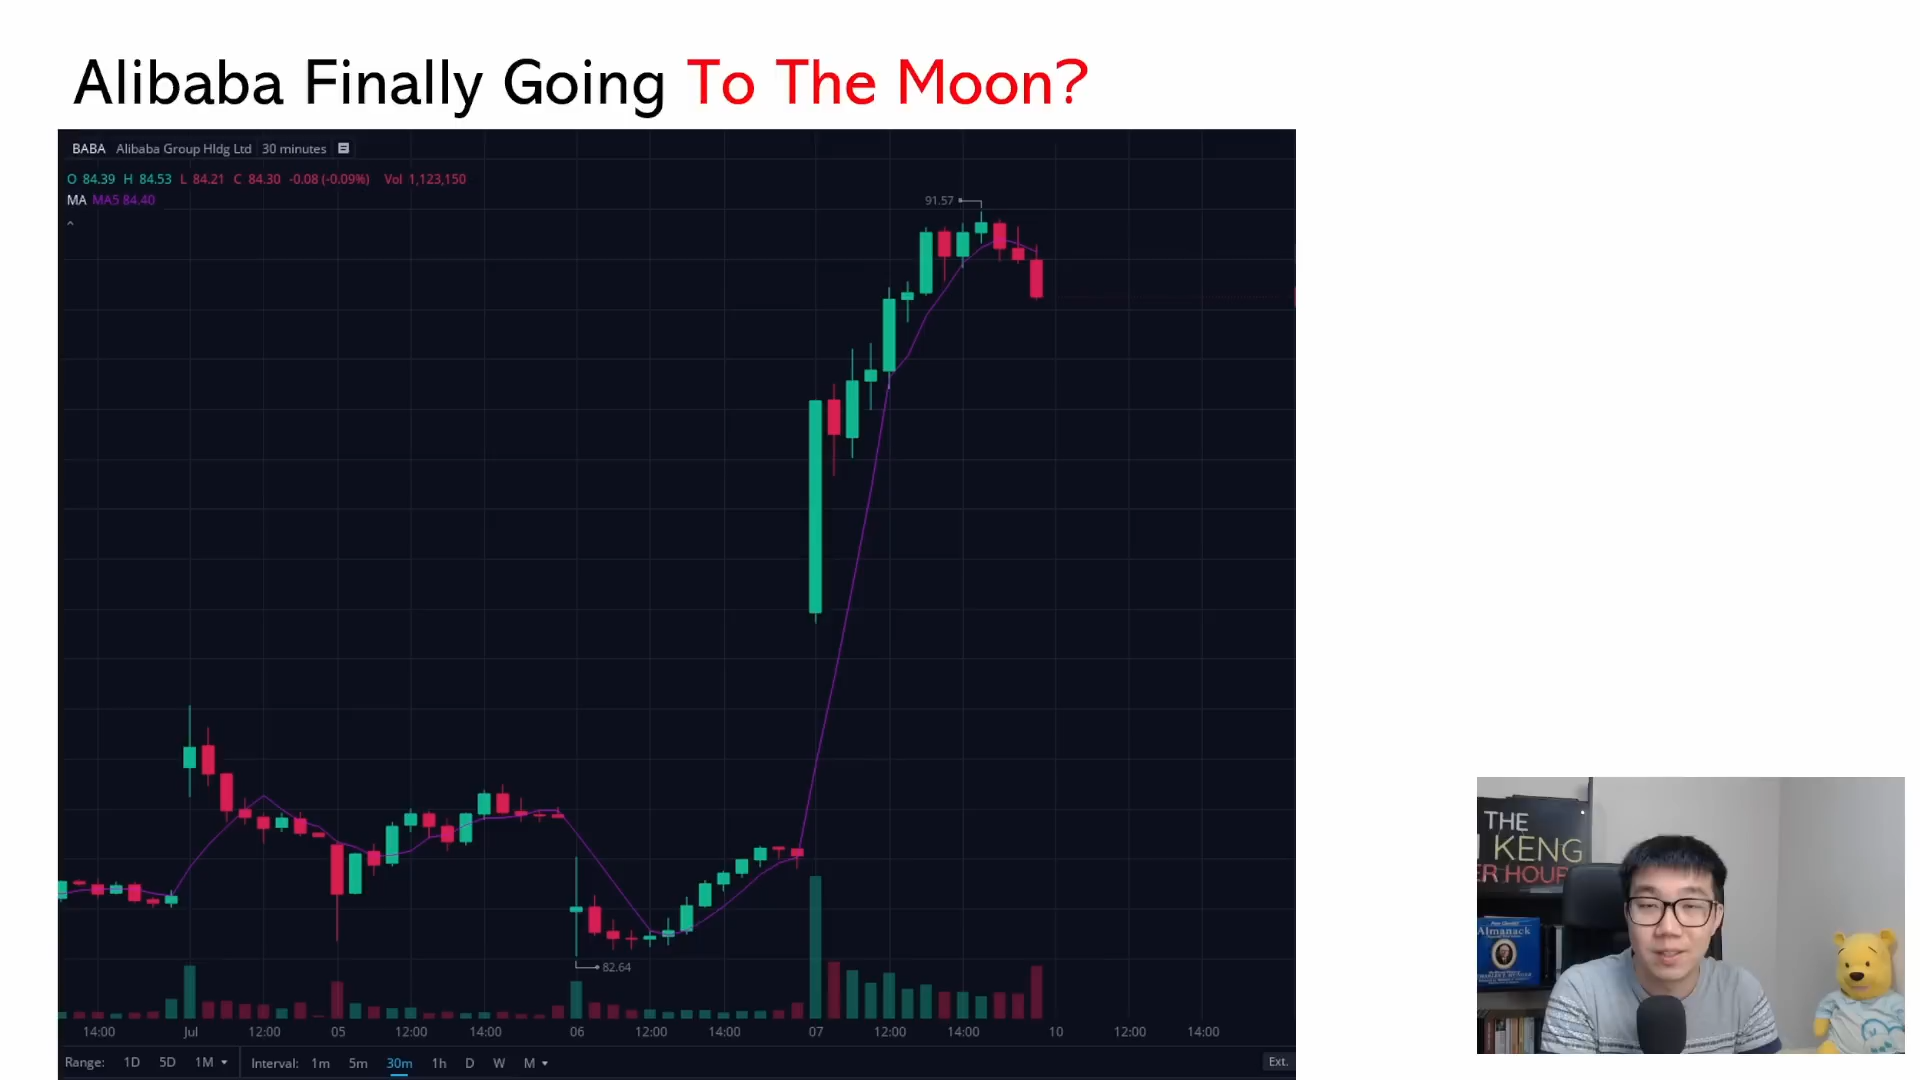 Alibaba Finally Going To The Moon?
BABA Alibaba Group Hldg Ltd 30 minutes
O 84.39 H 84.53 L 84.21 C 84.30 -0.08 (-0.09%) Vol 1,123,150
MA MA5 84.40
91.57
82.64
14:00 Jul 12:00 05 12:00 14:00 06 12:00 14:00 07 12:00 14:00 10 12:00 14:00
Range: 1D 5D 1M Interval: 1m 5m 30m 1h D W M Ext.
THE
KENG
ER HOUR
Almanack